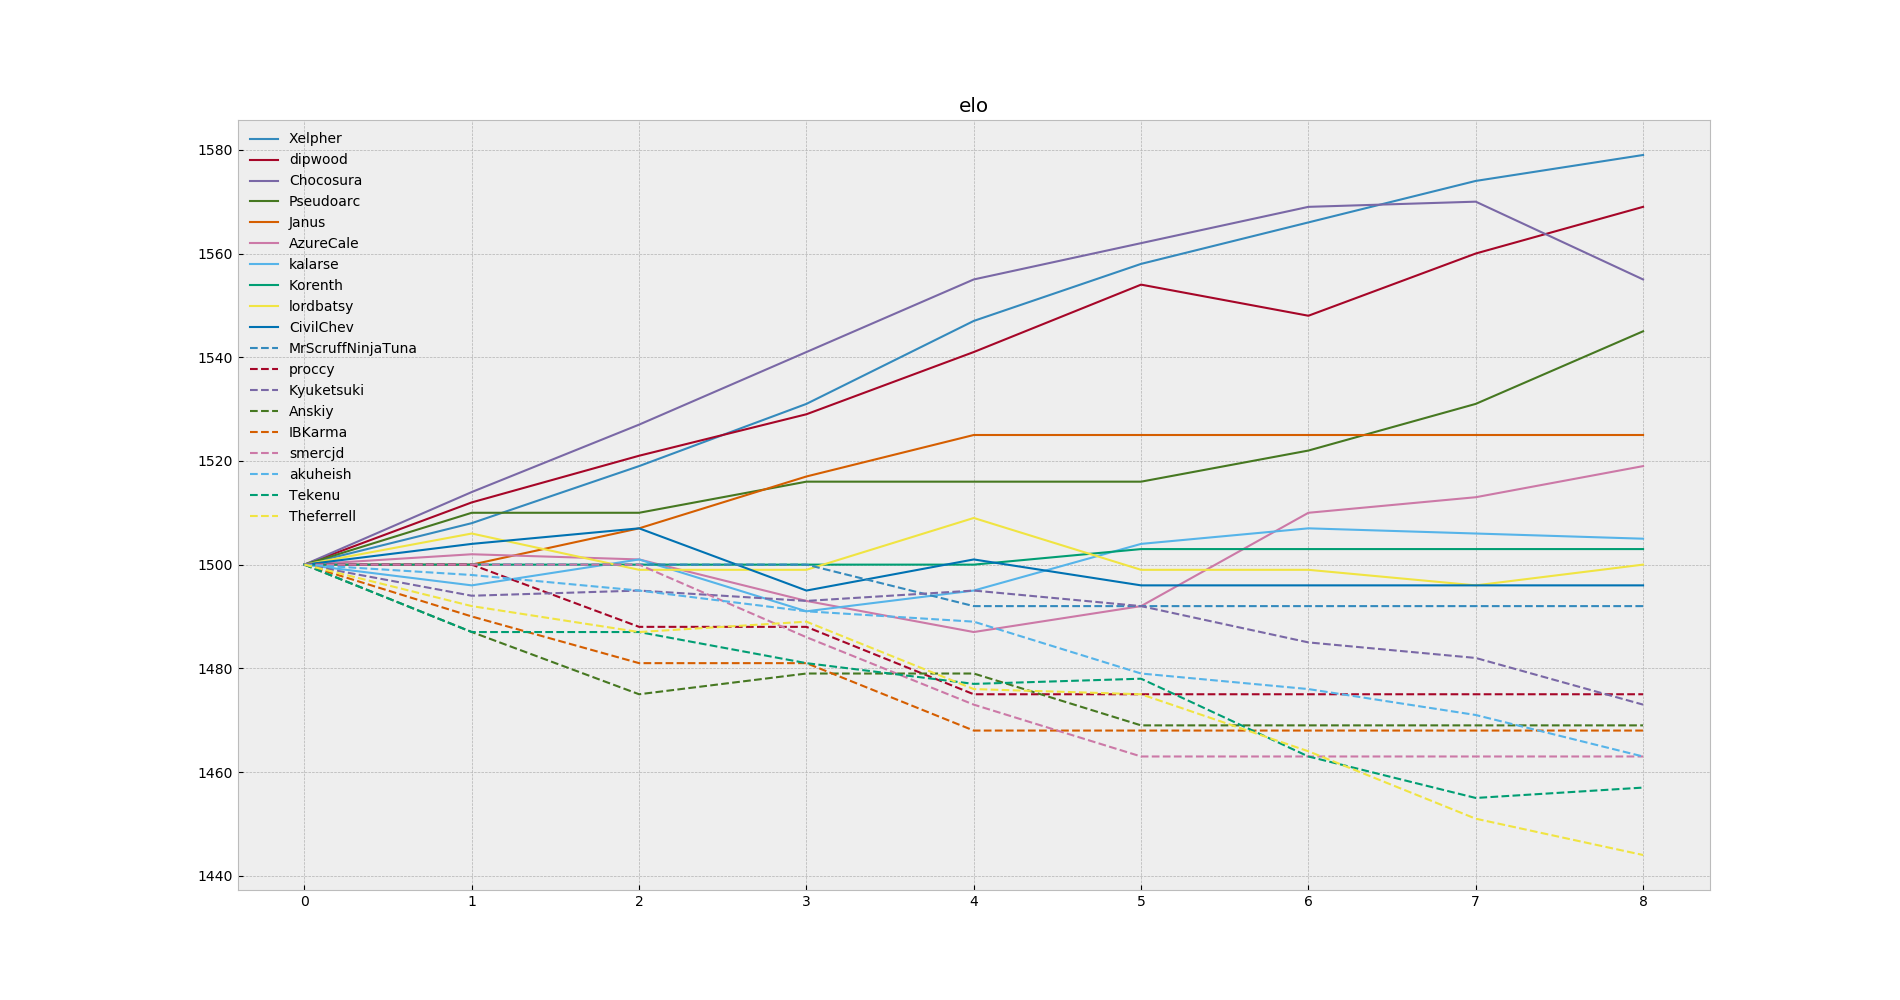 elo
Xelpher
dipwood
Chocosura
Pseudoarc
Janus
AzureCale
kalarse
Korenth
lordbatsy
CivilChev
MrScruffNinjaTuna
proccy
Kyuketsuki
Anskiy
IBKarma
smercjd
akuheish
Tekenu
Theferrell
1580
1560
1540
1520
1500
1480
1460
1440
0 1 2 3 4 5 6 7 8